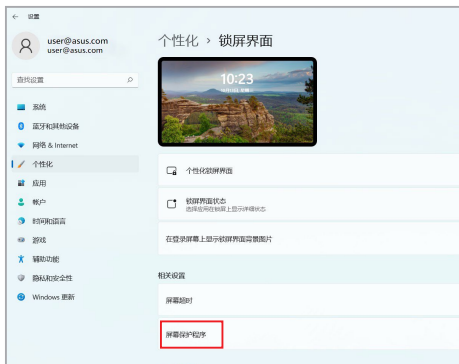 ← 设置
user@asus.com
user@asus.com
查找设置
系统
蓝牙和其他设备
网络 & Internet
个性化
应用
帐户
时间和语言
游戏
辅助功能
隐私和安全性
Windows 更新
个性化 › 锁屏界面
10:23
个性化锁屏界面
锁屏界面状态
选择应用在锁屏上显示详细状态
在登录屏幕上显示锁屏界面背景图片
相关设置
屏幕超时
屏幕保护程序